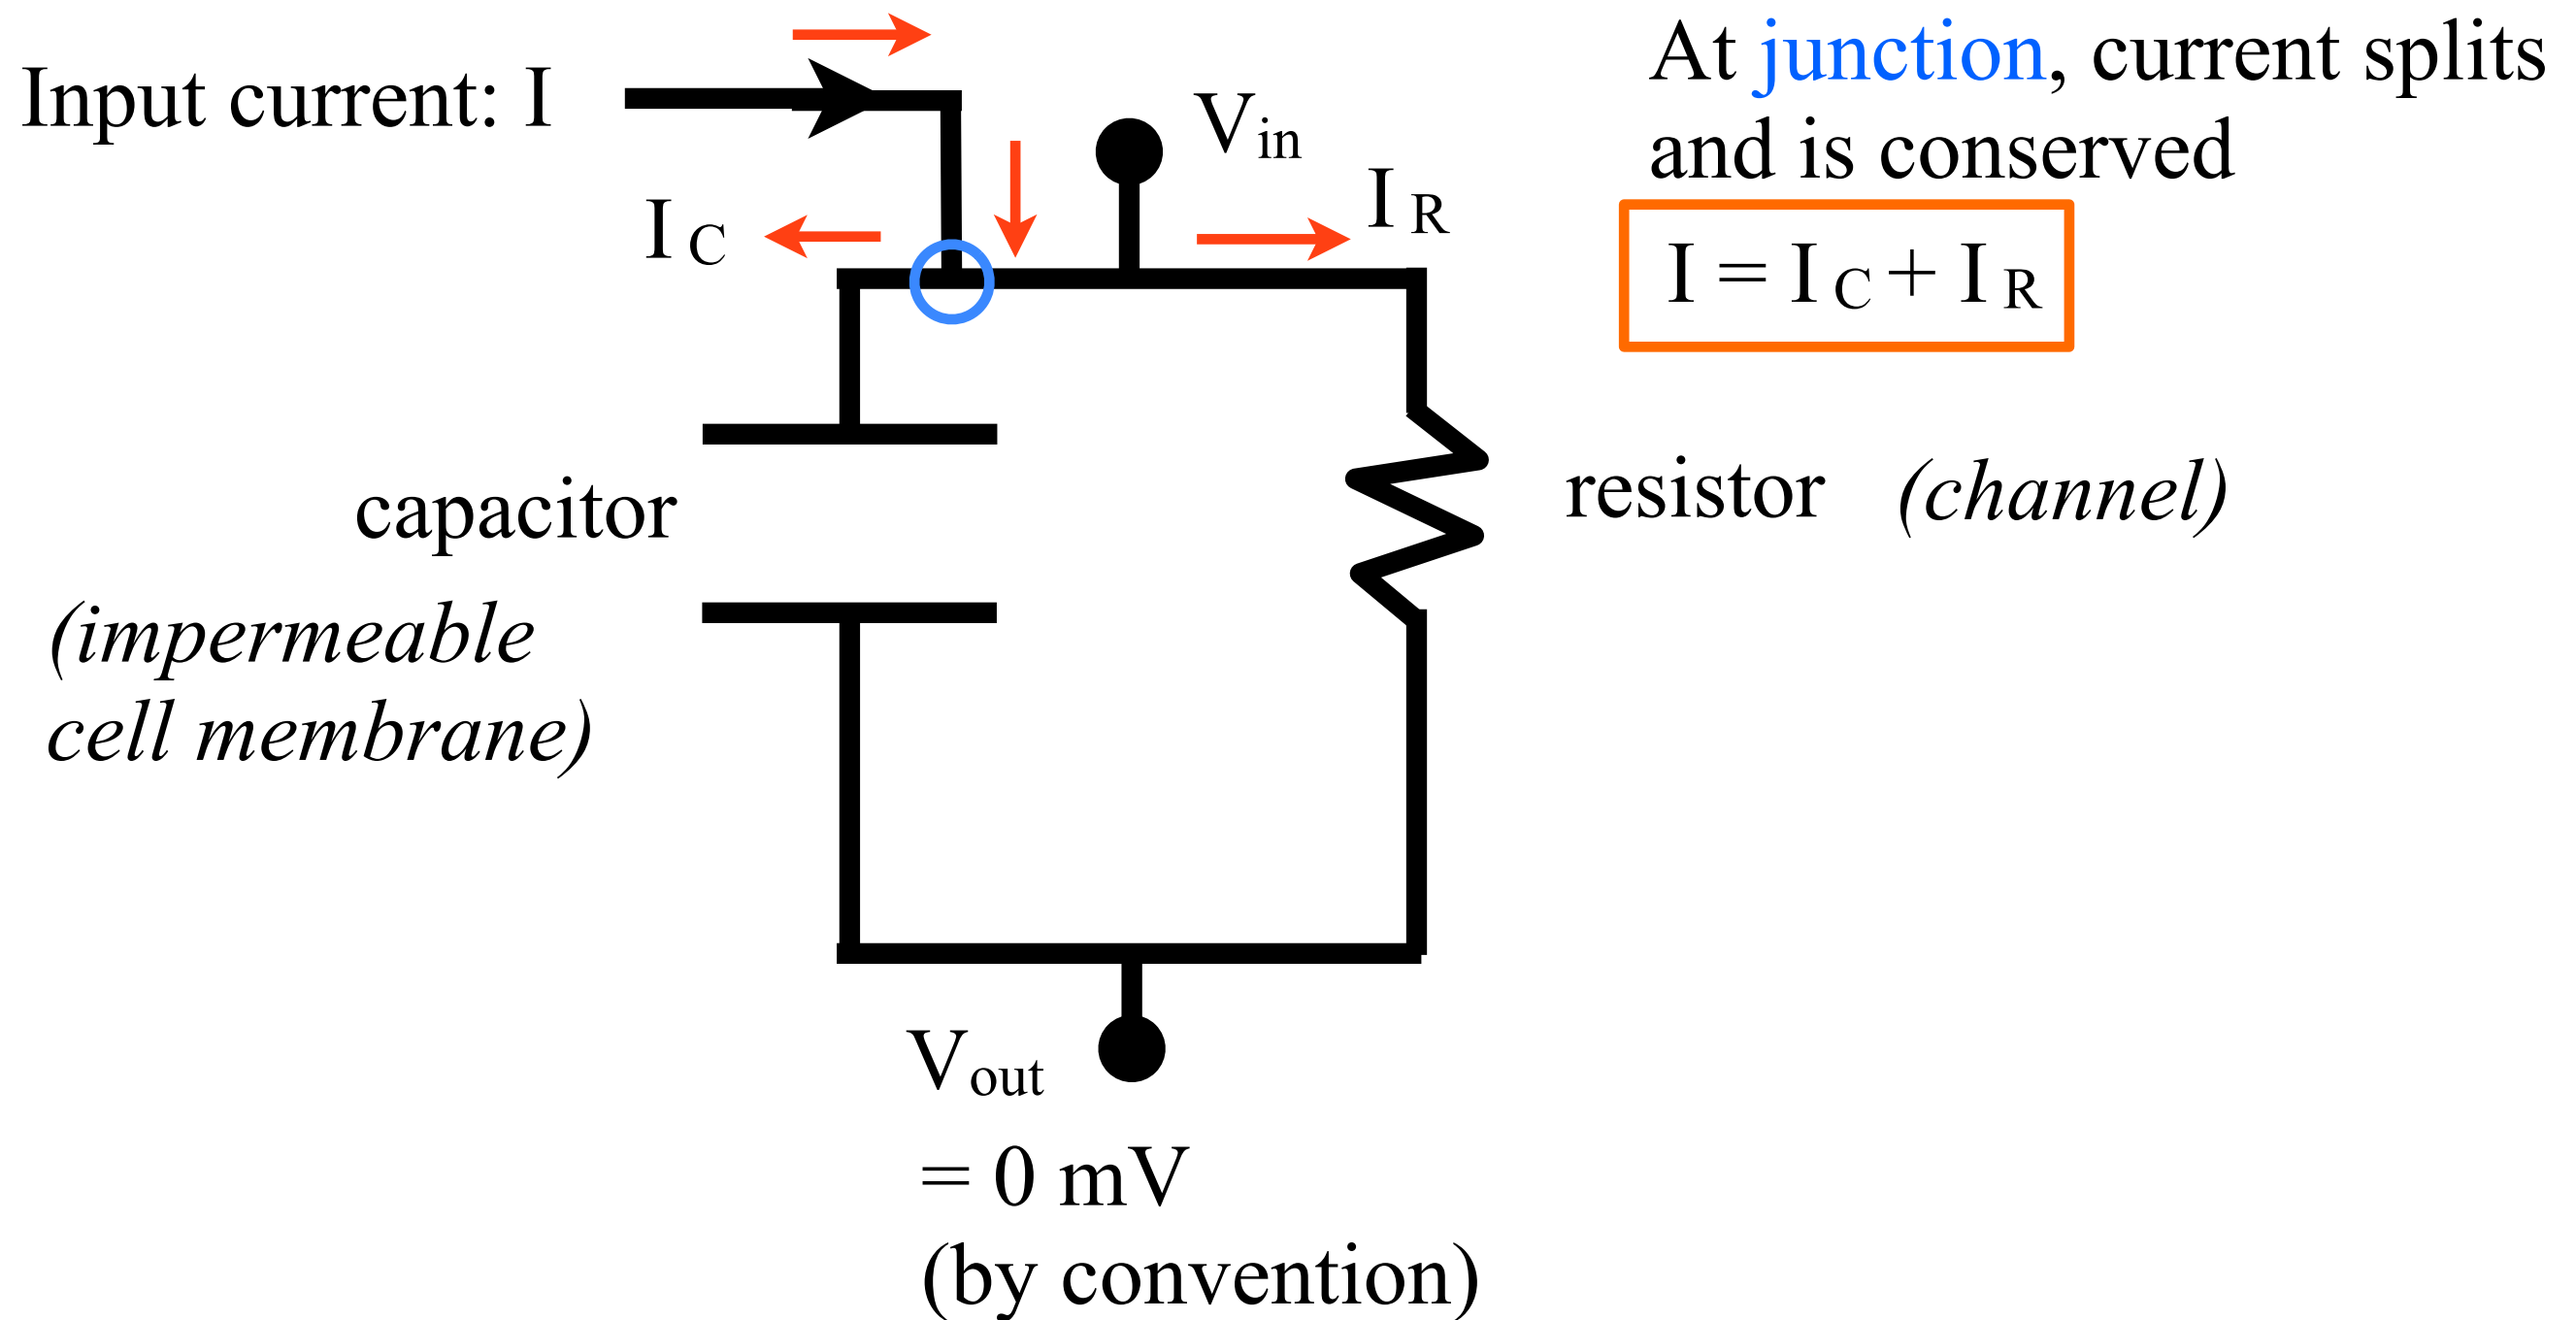 Input current: I
At junction, current splits
and is conserved
I = I C + I R
V in
I C
I R
capacitor
(impermeable
cell membrane)
resistor (channel)
V out
= 0 mV
(by convention)